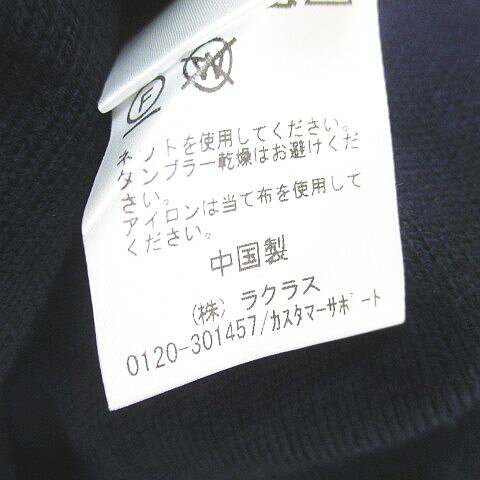 F W
ネットを使用してください。
タンブラー乾燥はお避けくだ
さい。
アイロンは当て布を使用して
ください。
中国製
(株) ラクラス
0120-301457/カスタマーサポート